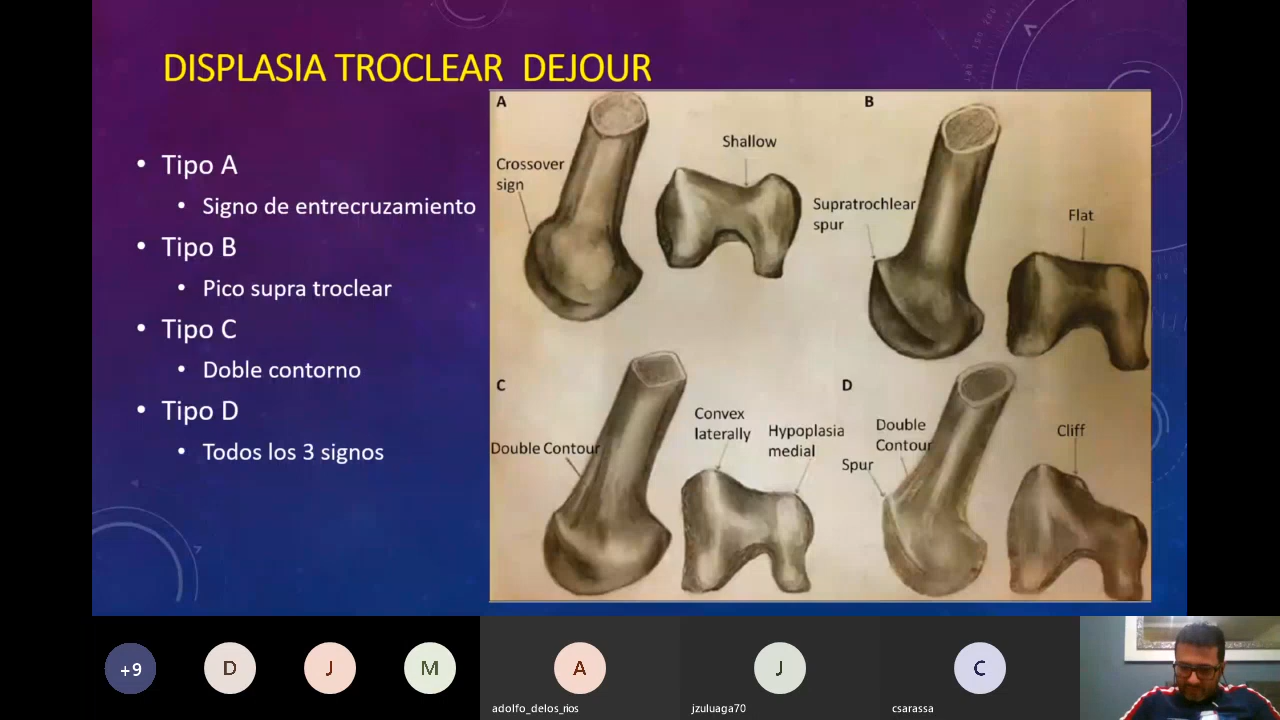 DISPLASIA TROCLEAR DEJOUR
• Tipo A
• Signo de entrecruzamiento
• Tipo B
• Pico supra troclear
• Tipo C
• Doble contorno
• Tipo D
• Todos los 3 signos
A
Crossover
sign
Shallow
B
Supratrochlear
spur
Flat
C
Double Contour
Convex
laterally
Hypoplasia
medial
D
Double
Contour
Spur
Cliff
+9
D
J
M
A
adolfo_delos_rios
J
jzuluaga70
C
csarassa